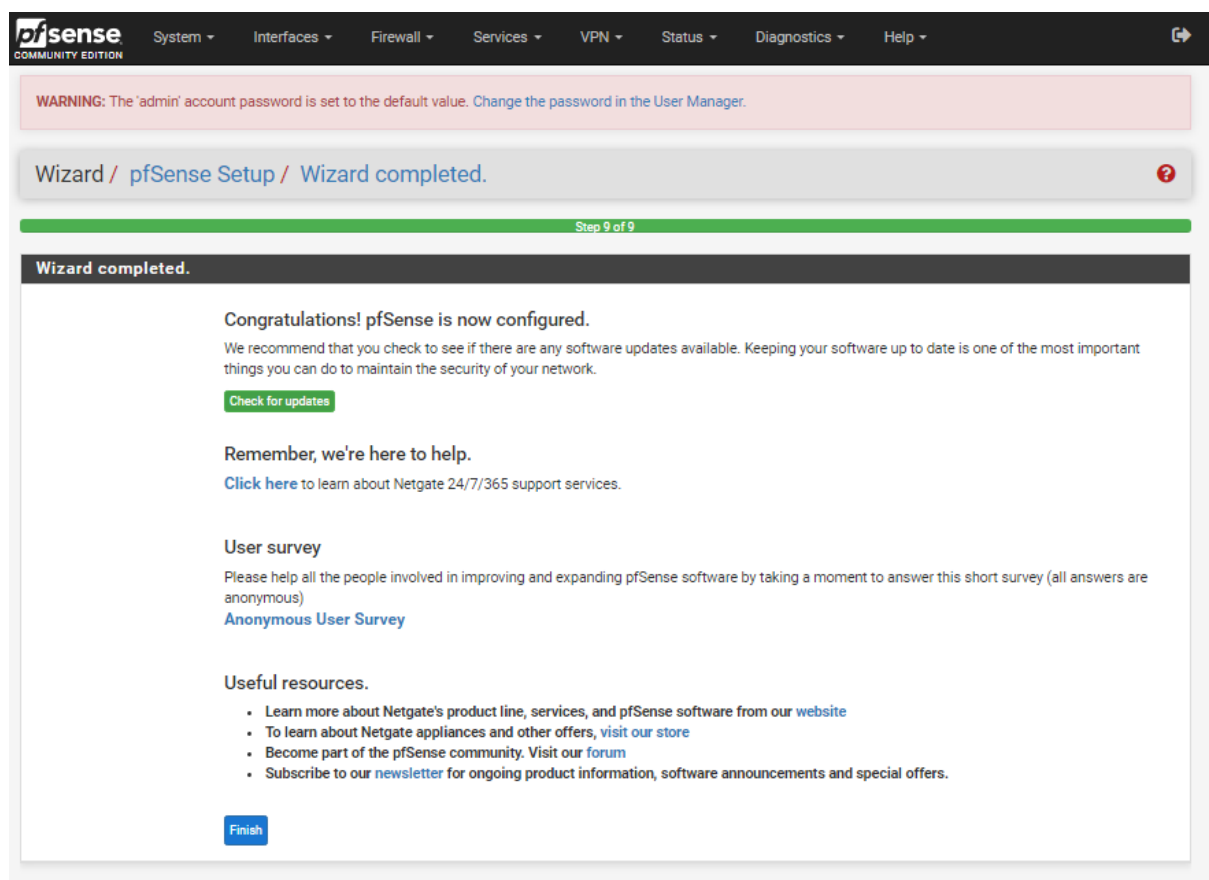 pfsense
COMMUNITY EDITION
System Interfaces Firewall Services VPN Status Diagnostics Help
WARNING: The 'admin' account password is set to the default value. Change the password in the User Manager.
Wizard / pfSense Setup / Wizard completed.
Step 9 of 9
Wizard completed.
Congratulations! pfSense is now configured.
We recommend that you check to see if there are any software updates available. Keeping your software up to date is one of the most important
things you can do to maintain the security of your network.
Check for updates
Remember, we're here to help.
Click here to learn about Netgate 24/7/365 support services.
User survey
Please help all the people involved in improving and expanding pfSense software by taking a moment to answer this short survey (all answers are
anonymous)
Anonymous User Survey
Useful resources.
• Learn more about Netgate's product line, services, and pfSense software from our website
• To learn about Netgate appliances and other offers, visit our store
• Become part of the pfSense community. Visit our forum
• Subscribe to our newsletter for ongoing product information, software announcements and special offers.
Finish